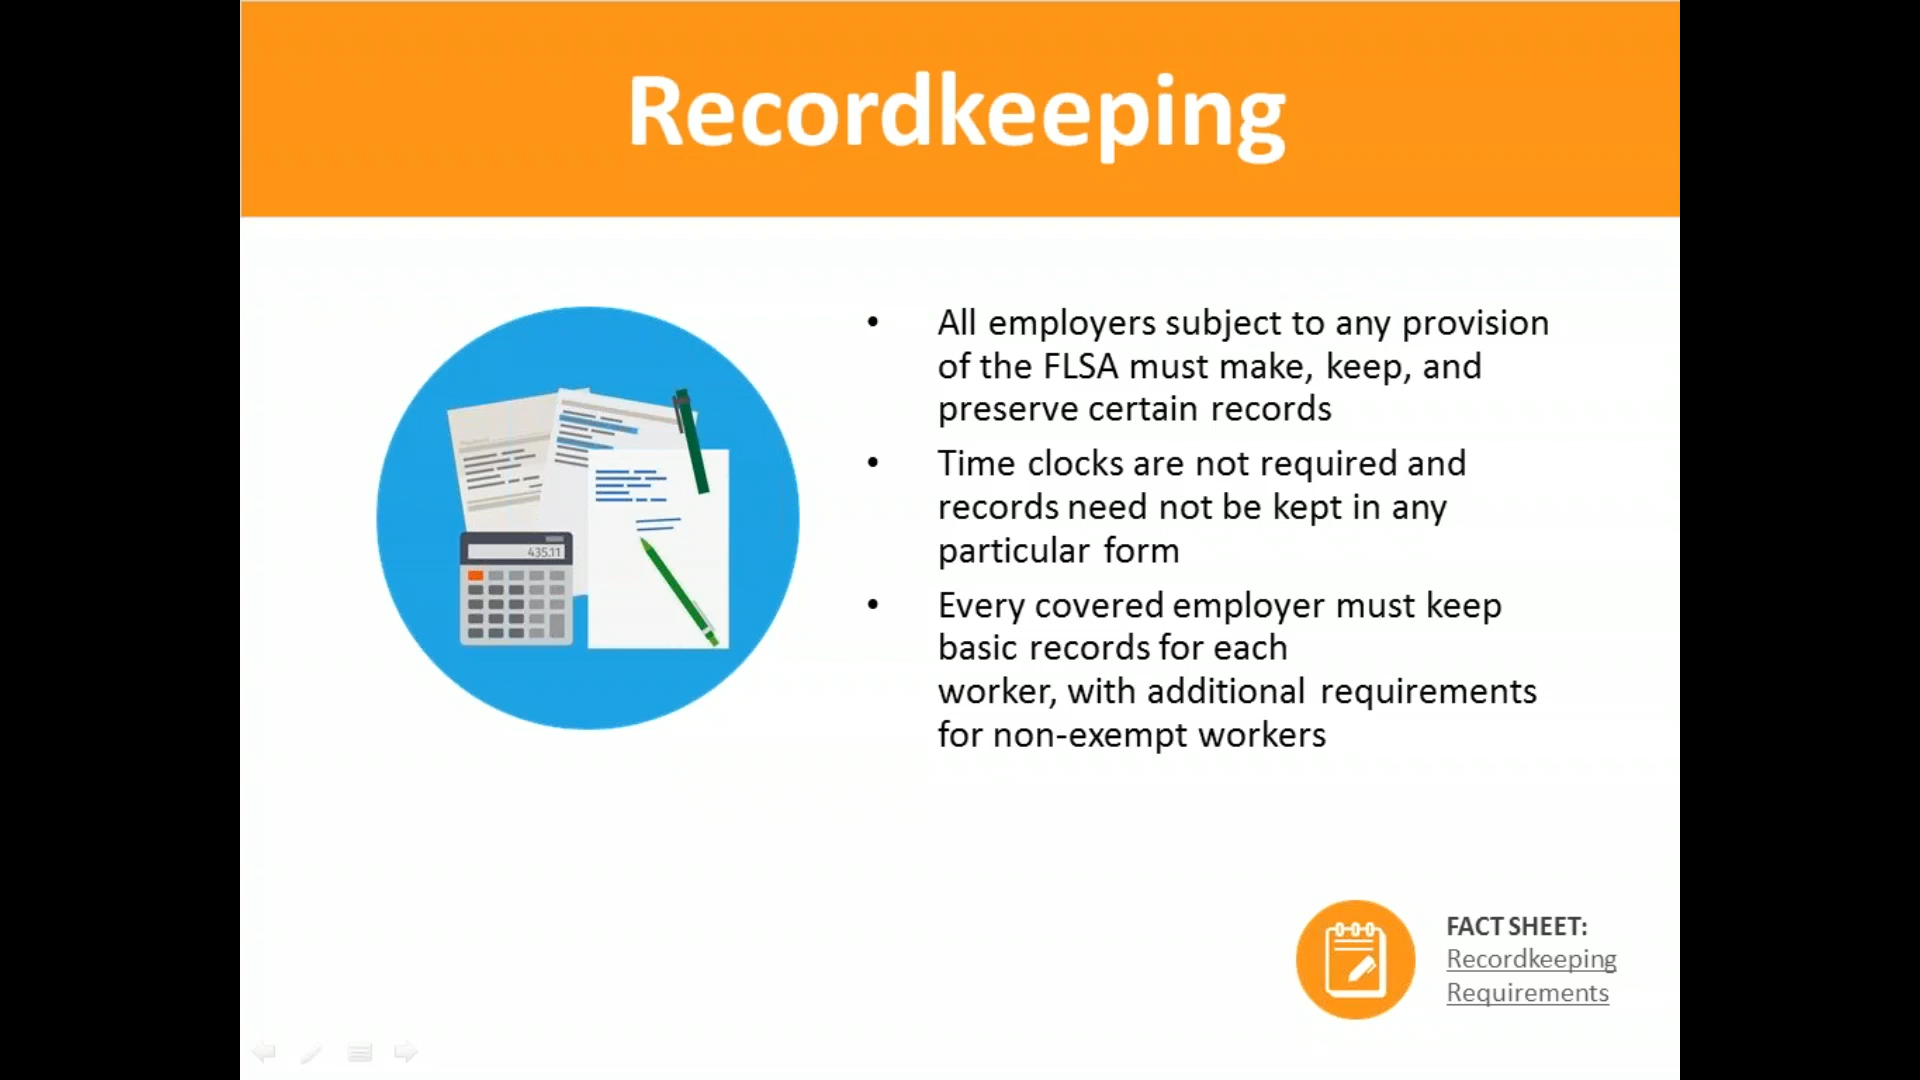 Recordkeeping
• All employers subject to any provision
of the FLSA must make, keep, and
preserve certain records
• Time clocks are not required and
records need not be kept in any
particular form
• Every covered employer must keep
basic records for each
worker, with additional requirements
for non-exempt workers
435.11
FACT SHEET:
Recordkeeping
Requirements